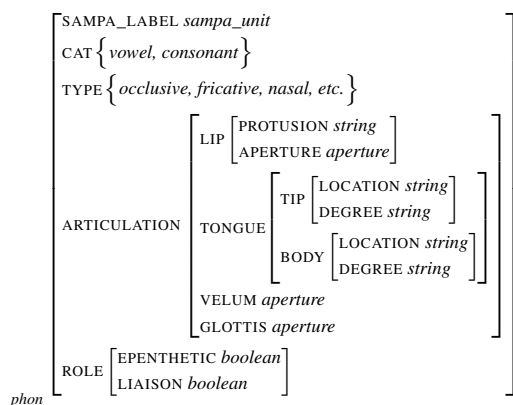 SAMPA_LABEL sampa_unit
CAT { vowel, consonant }
TYPE { occlusive, fricative, nasal, etc. }
LIP [ PROTUSION string
APERTURE aperture ]
ARTICULATION
TONGUE
TIP [ LOCATION string
DEGREE string ]
BODY [ LOCATION string
DEGREE string ]
VELUM aperture
GLOTTIS aperture
ROLE [ EPENTHETIC boolean
LIAISON boolean ]
phon